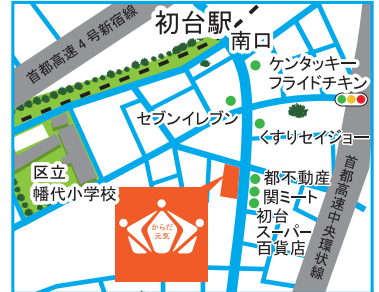 初台駅
南口
首都高速4号新宿線
ケンタッキー
フライドチキン
セブンイレブン
くすりセイジョー
区立
幡代小学校
都不動産
関ミート
初台
スーパー
百貨店
首都高速中央環状線
からだ
元気